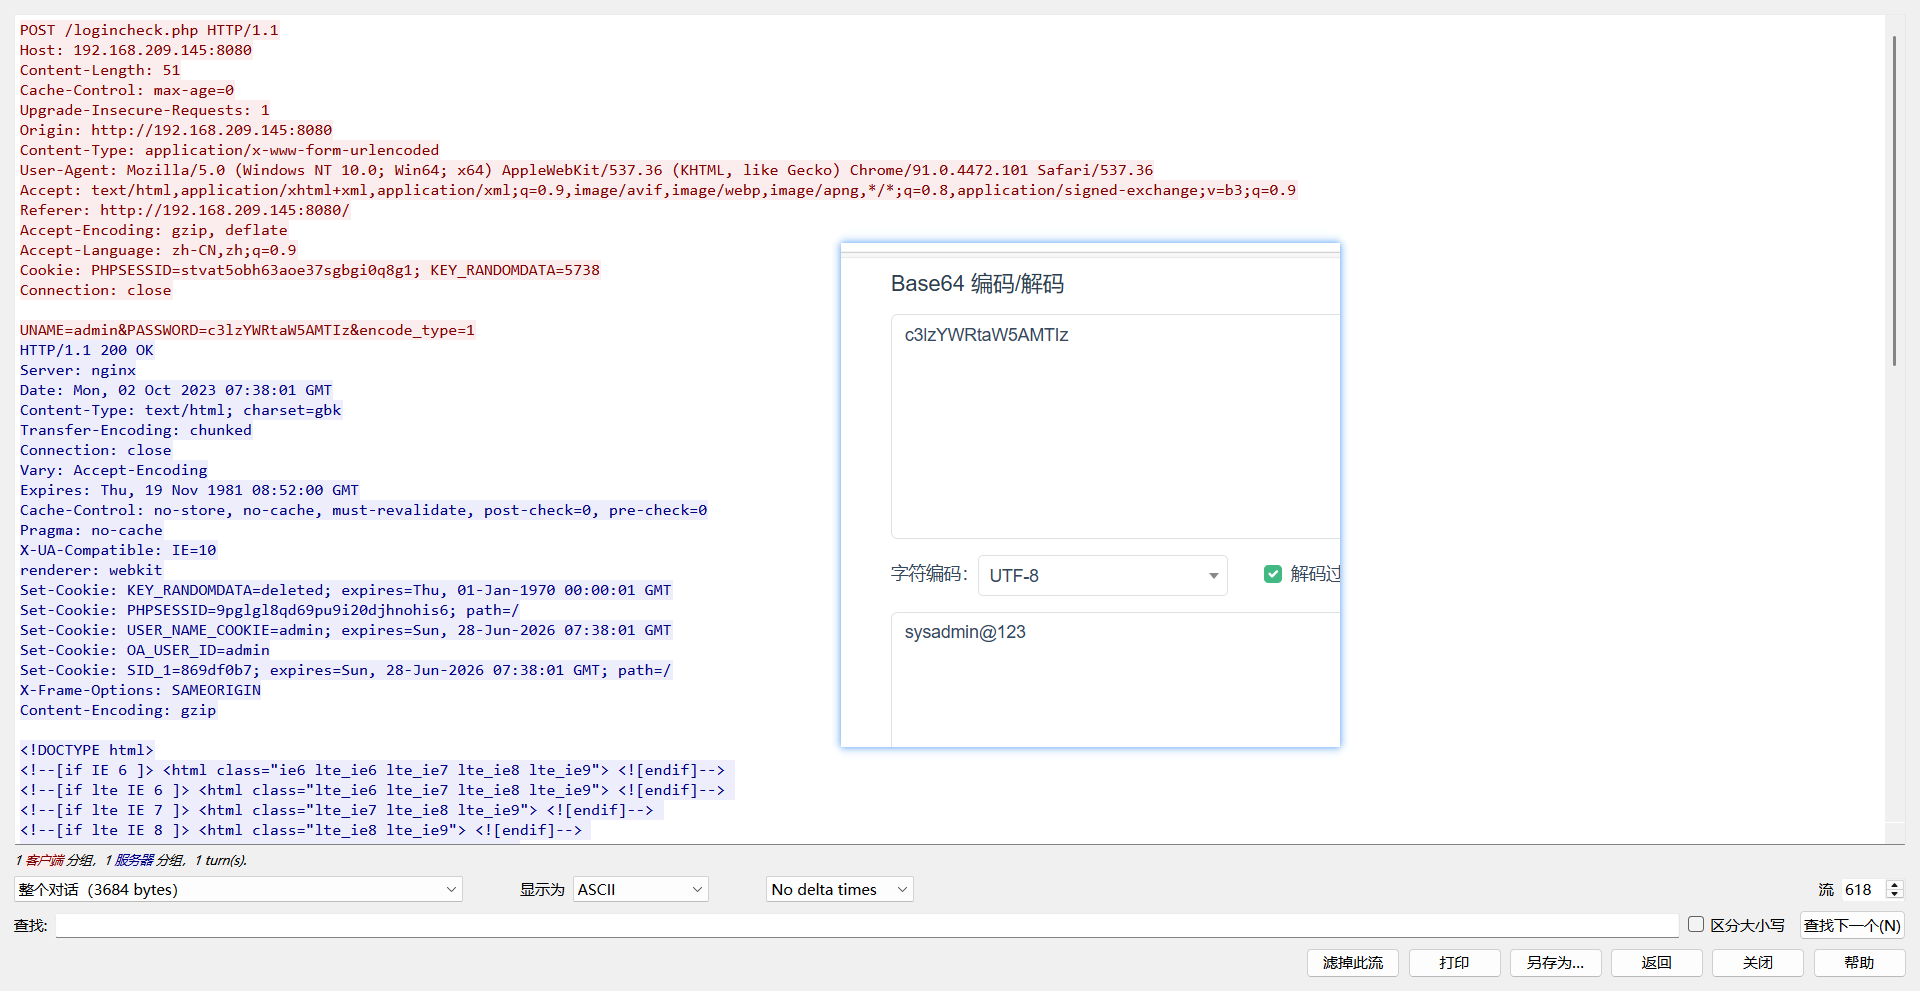 POST /logincheck.php HTTP/1.1
Host: 192.168.209.145:8080
Content-Length: 51
Cache-Control: max-age=0
Upgrade-Insecure-Requests: 1
Origin: http://192.168.209.145:8080
Content-Type: application/x-www-form-urlencoded
User-Agent: Mozilla/5.0 (Windows NT 10.0; Win64; x64) AppleWebKit/537.36 (KHTML, like Gecko) Chrome/91.0.4472.101 Safari/537.36
Accept: text/html,application/xhtml+xml,application/xml;q=0.9,image/avif,image/webp,image/apng,*/*;q=0.8,application/signed-exchange;v=b3;q=0.9
Referer: http://192.168.209.145:8080/
Accept-Encoding: gzip, deflate
Accept-Language: zh-CN,zh;q=0.9
Cookie: PHPSESSID=stvat5obh63aoe37sgbgi0q8g1; KEY_RANDOMDATA=5738
Connection: close
UNAME=admin&PASSWORD=c3lzYWRtaW5AMTIz&encode_type=1
HTTP/1.1 200 OK
Server: nginx
Date: Mon, 02 Oct 2023 07:38:01 GMT
Content-Type: text/html; charset=gbk
Transfer-Encoding: chunked
Connection: close
Vary: Accept-Encoding
Expires: Thu, 19 Nov 1981 08:52:00 GMT
Cache-Control: no-store, no-cache, must-revalidate, post-check=0, pre-check=0
Pragma: no-cache
X-UA-Compatible: IE=10
renderer: webkit
Set-Cookie: KEY_RANDOMDATA=deleted; expires=Thu, 01-Jan-1970 00:00:01 GMT
Set-Cookie: PHPSESSID=9pglgl8qd69pu9i20djhnohis6; path=/
Set-Cookie: USER_NAME_COOKIE=admin; expires=Sun, 28-Jun-2026 07:38:01 GMT
Set-Cookie: OA_USER_ID=admin
Set-Cookie: SID_1=869df0b7; expires=Sun, 28-Jun-2026 07:38:01 GMT; path=/
X-Frame-Options: SAMEORIGIN
Content-Encoding: gzip
<!DOCTYPE html>
<!--[if IE 6 ]> <html class="ie6 lte_ie6 lte_ie7 lte_ie8 lte_ie9"> <![endif]-->
<!--[if lte IE 6 ]> <html class="lte_ie6 lte_ie7 lte_ie8 lte_ie9"> <![endif]-->
<!--[if lte IE 7 ]> <html class="lte_ie7 lte_ie8 lte_ie9"> <![endif]-->
<!--[if lte IE 8 ]> <html class="lte_ie8 lte_ie9"> <![endif]-->
Base64 编码/解码
c3lzYWRtaW5AMTIz
字符编码: UTF-8 解码过
sysadmin@123
1 客户端 分组, 1 服务器 分组, 1 turn(s).
整个对话 (3684 bytes) 显示为 ASCII No delta times 流 618
查找: 区分大小写 查找下一个(N)
滤掉此流 打印 另存为... 返回 关闭 帮助